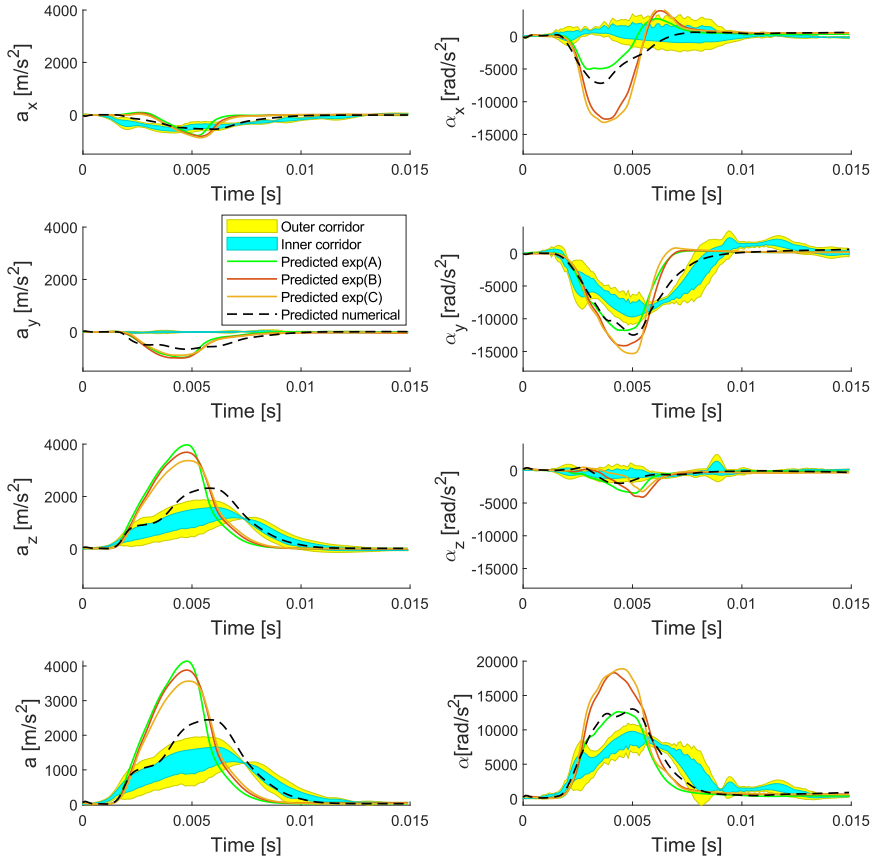 4000
2000
0
a_x [m/s^2]
0 0.005 0.01 0.015
Time [s]
0
-5000
-10000
-15000
α_x [rad/s^2]
0 0.005 0.01 0.015
Time [s]
4000
2000
0
a_y [m/s^2]
Outer corridor
Inner corridor
Predicted exp(A)
Predicted exp(B)
Predicted exp(C)
Predicted numerical
0 0.005 0.01 0.015
Time [s]
0
-5000
-10000
-15000
α_y [rad/s^2]
0 0.005 0.01 0.015
Time [s]
4000
2000
0
a_z [m/s^2]
0 0.005 0.01 0.015
Time [s]
0
-5000
-10000
-15000
α_z [rad/s^2]
0 0.005 0.01 0.015
Time [s]
4000
3000
2000
1000
0
a [m/s^2]
0 0.005 0.01 0.015
Time [s]
20000
15000
10000
5000
0
α[rad/s^2]
0 0.005 0.01 0.015
Time [s]